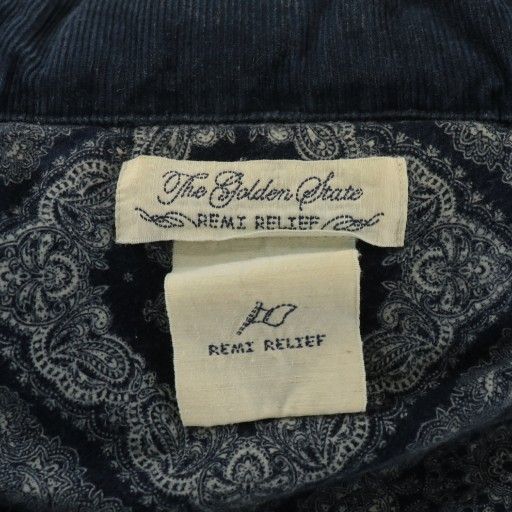 The Golden State
REMI RELIEF
REMI RELIEF